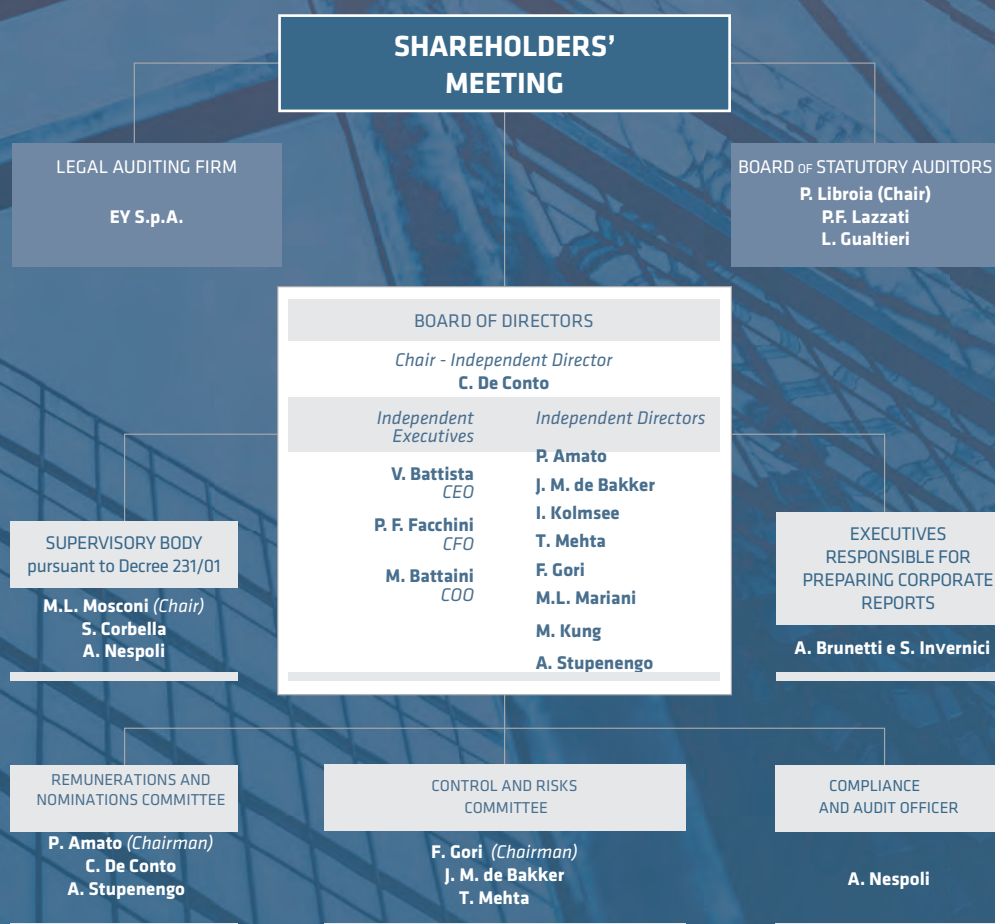 SHAREHOLDERS’
MEETING
LEGAL AUDITING FIRM
EY S.p.A.
BOARD OF STATUTORY AUDITORS
P. Libroia (Chair)
P.F. Lazzati
L. Gualtieri
BOARD OF DIRECTORS
Chair - Independent Director
C. De Conto
Independent
Executives
V. Battista
CEO
P. F. Facchini
CFO
M. Battaini
COO
Independent Directors
P. Amato
J. M. de Bakker
I. Kolmsee
T. Mehta
F. Gori
M.L. Mariani
M. Kung
A. Stupenengo
SUPERVISORY BODY
pursuant to Decree 231/01
M.L. Mosconi (Chair)
S. Corbella
A. Nespoli
EXECUTIVES
RESPONSIBLE FOR
PREPARING CORPORATE
REPORTS
A. Brunetti e S. Invernici
REMUNERATIONS AND
NOMINATIONS COMMITTEE
P. Amato (Chairman)
C. De Conto
A. Stupenengo
CONTROL AND RISKS
COMMITTEE
F. Gori (Chairman)
J. M. de Bakker
T. Mehta
COMPLIANCE
AND AUDIT OFFICER
A. Nespoli